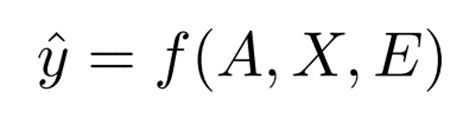 ŷ = f(A, X, E)